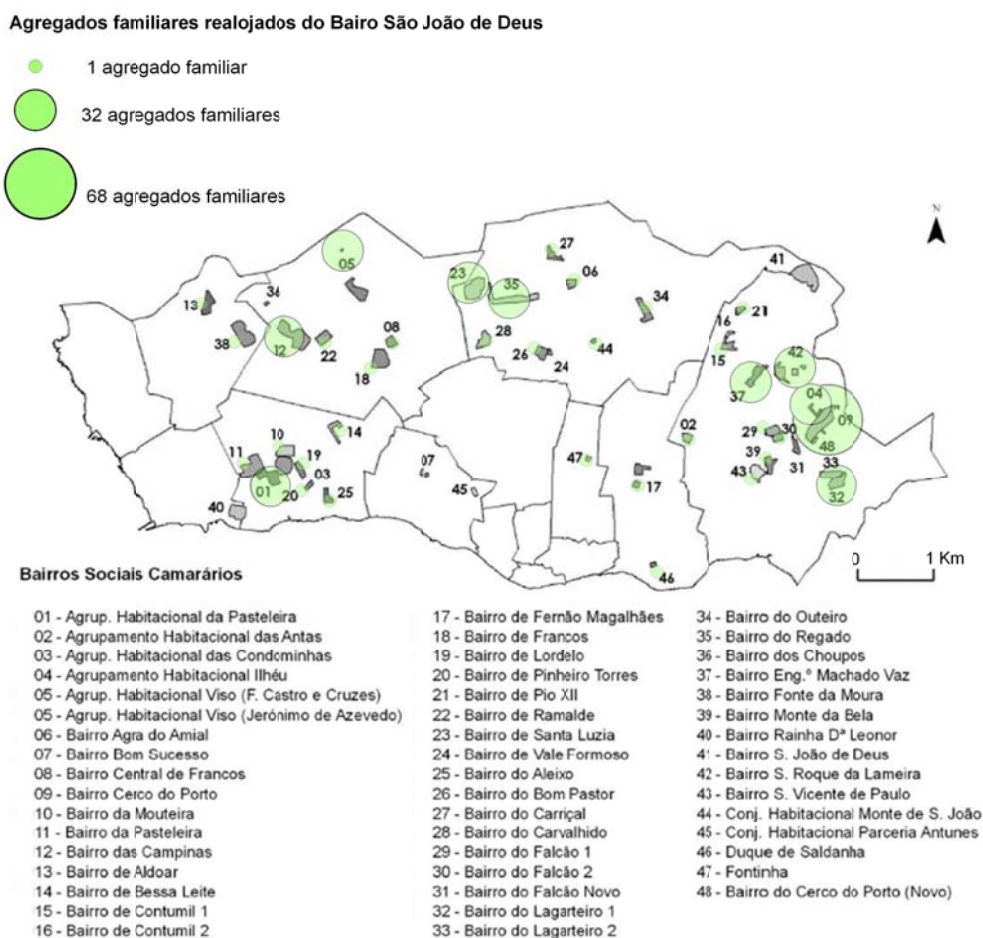 Agregados familiares realojados do Bairo São João de Deus
1 agregado familiar
32 agregados familiares
68 agregados familiares
N
27
41
05
23
06
35
36
13
34
21
16
08
28
38
12
22
26
44
15
24
42
18
37
04
09
10
14
02
29
30
48
11
19
07
47
39
31
33
03
43
01
20
25
45
17
32
40
46
0 1 Km
Bairros Sociais Camarários
01 - Agrup. Habitacional da Pasteleira
02 - Agrupamento Habitacional das Antas
03 - Agrup. Habitacional das Condominhas
04 - Agrupamento Habitacional Ilhéu
05 - Agrup. Habitacional Viso (F. Castro e Cruzes)
05 - Agrup. Habitacional Viso (Jerónimo de Azevedo)
06 - Bairro Agra do Amial
07 - Bairro Bom Sucesso
08 - Bairro Central de Francos
09 - Bairro Cerco do Porto
10 - Bairro da Mouteira
11 - Bairro da Pasteleira
12 - Bairro das Campinas
13 - Bairro de Aldoar
14 - Bairro de Bessa Leite
15 - Bairro de Contumil 1
16 - Bairro de Contumil 2
17 - Bairro de Fernão Magalhães
18 - Bairro de Francos
19 - Bairro de Lordelo
20 - Bairro de Pinheiro Torres
21 - Bairro de Pio XII
22 - Bairro de Ramalde
23 - Bairro de Santa Luzia
24 - Bairro de Vale Formoso
25 - Bairro do Aleixo
26 - Bairro do Bom Pastor
27 - Bairro do Carriçal
28 - Bairro do Carvalhido
29 - Bairro do Falcão 1
30 - Bairro do Falcão 2
31 - Bairro do Falcão Novo
32 - Bairro do Lagarteiro 1
33 - Bairro do Lagarteiro 2
34 - Bairro do Outeiro
35 - Bairro do Regado
36 - Bairro dos Choupos
37 - Bairro Eng.º Machado Vaz
38 - Bairro Fonte da Moura
39 - Bairro Monte da Bela
40 - Bairro Rainha Dª Leonor
41 - Bairro S. João de Deus
42 - Bairro S. Roque da Lameira
43 - Bairro S. Vicente de Paulo
44 - Conj. Habitacional Monte de S. João
45 - Conj. Habitacional Parceria Antunes
46 - Duque de Saldanha
47 - Fontinha
48 - Bairro do Cerco do Porto (Novo)